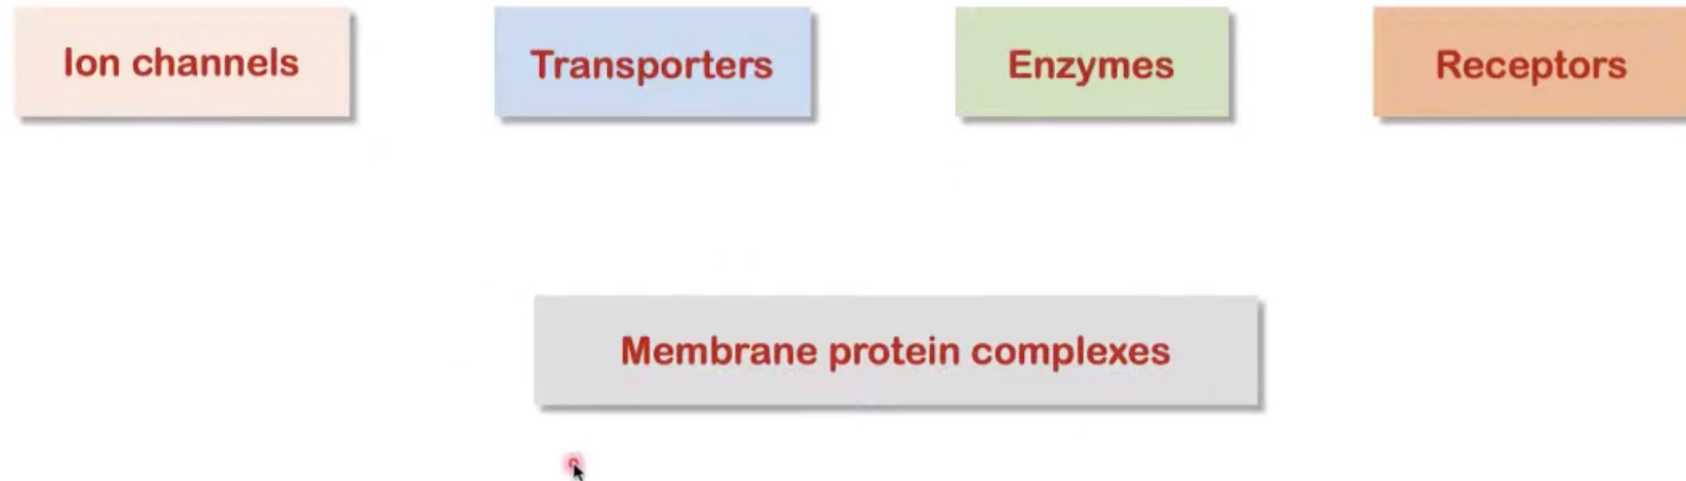 Ion channels
Transporters
Enzymes
Receptors
Membrane protein complexes